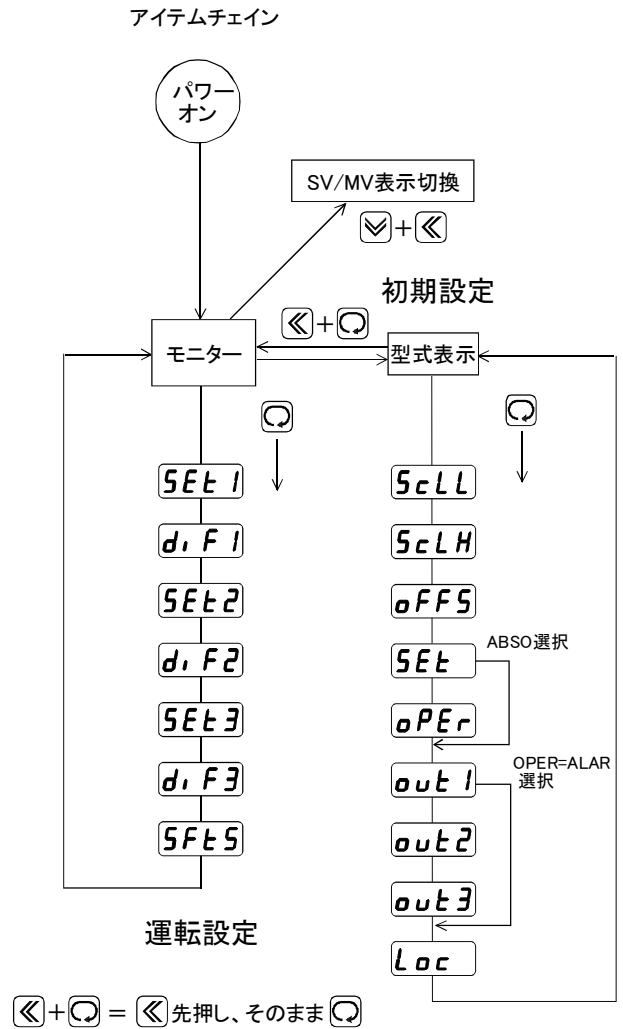 アイテムチェイン
パワー
オン
SV/MV表示切換
+
初期設定
+
モニター
型式表示
SEt1
diF1
SEt2
diF2
SEt3
diF3
SFtS
運転設定
ScLL
ScLH
oFFS
SEt
ABSO選択
oPEr
OPER=ALAR
選択
out1
out2
out3
Loc
+ = 先押し、そのまま